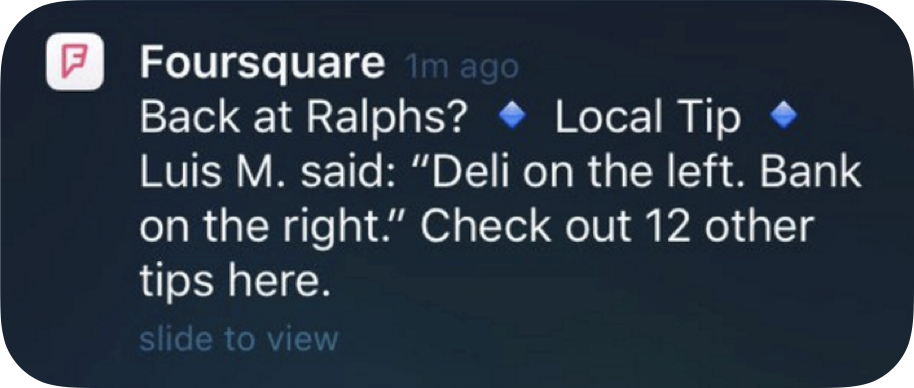 Foursquare 1m ago
Back at Ralphs? 🔹 Local Tip 🔹
Luis M. said: “Deli on the left. Bank
on the right.” Check out 12 other
tips here.
slide to view